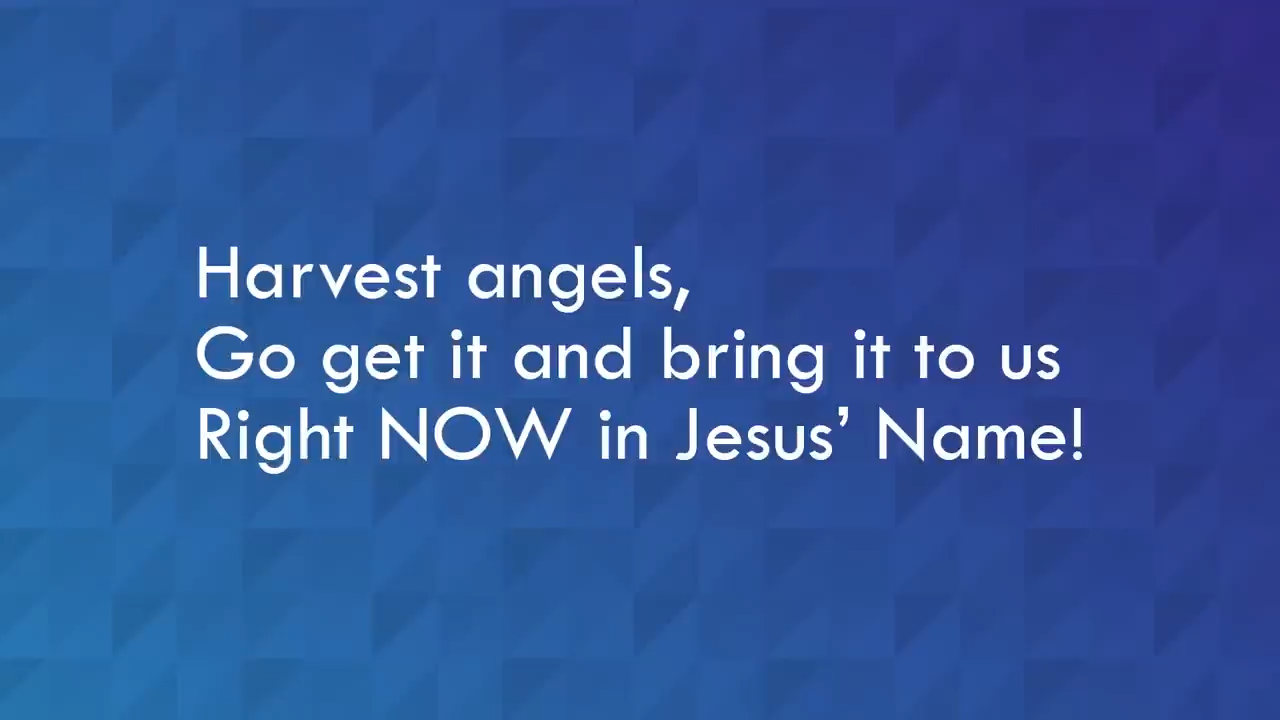 Harvest angels,
Go get it and bring it to us
Right NOW in Jesus’ Name!